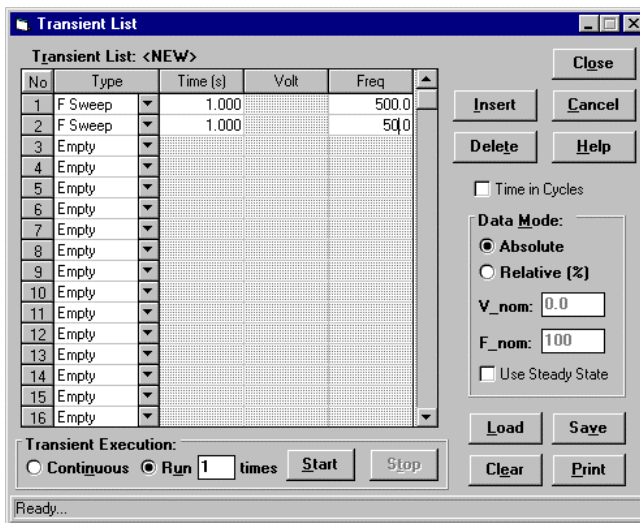 Transient List
Transient List: <NEW>
No Type Time (s) Volt Freq
1 F Sweep 1.000 500.0
2 F Sweep 1.000 50.0
3 Empty
4 Empty
5 Empty
6 Empty
7 Empty
8 Empty
9 Empty
10 Empty
11 Empty
12 Empty
13 Empty
14 Empty
15 Empty
16 Empty
Close
Insert Cancel
Delete Help
Time in Cycles
Data Mode:
Absolute
Relative (%)
V_nom: 0.0
F_nom: 100
Use Steady State
Load Save
Clear Print
Transient Execution:
Continuous Run 1 times Start Stop
Ready...